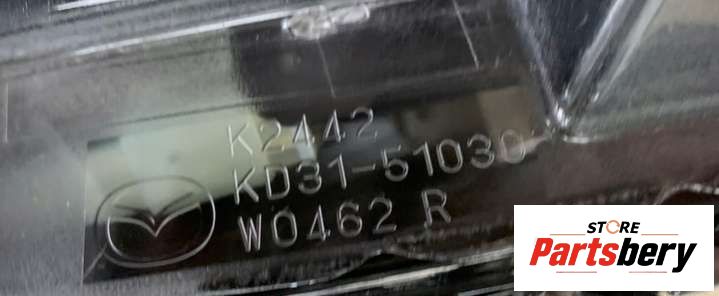 K2442
KD31-51030
W0462 R
STORE
Partsbery